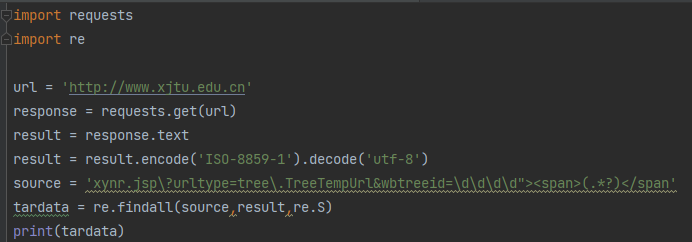 import requests
import re
url = 'http://www.xjtu.edu.cn'
response = requests.get(url)
result = response.text
result = result.encode('ISO-8859-1').decode('utf-8')
source = 'xynr.jsp\?urltype=tree\.TreeTempUrl&wbtreeid=\d\d\d\d"><span>(.*?)</span'
tardata = re.findall(source,result,re.S)
print(tardata)